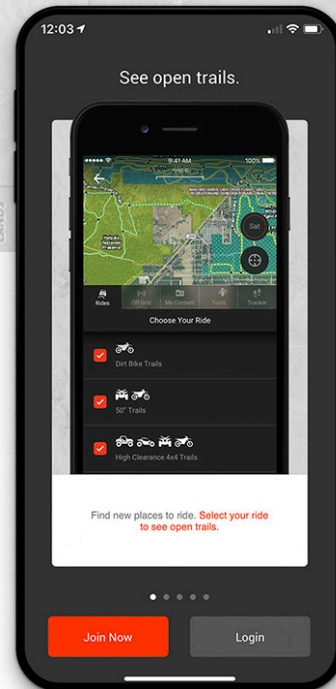 12:03
See open trails.
9:41 AM
100%
Sat
Rides
Off-Grid
My Content
Tools
Tracker
Choose Your Ride
Dirt Bike Trails
50" Trails
High Clearance 4x4 Trails
Find new places to ride. Select your ride
to see open trails.
Join Now
Login